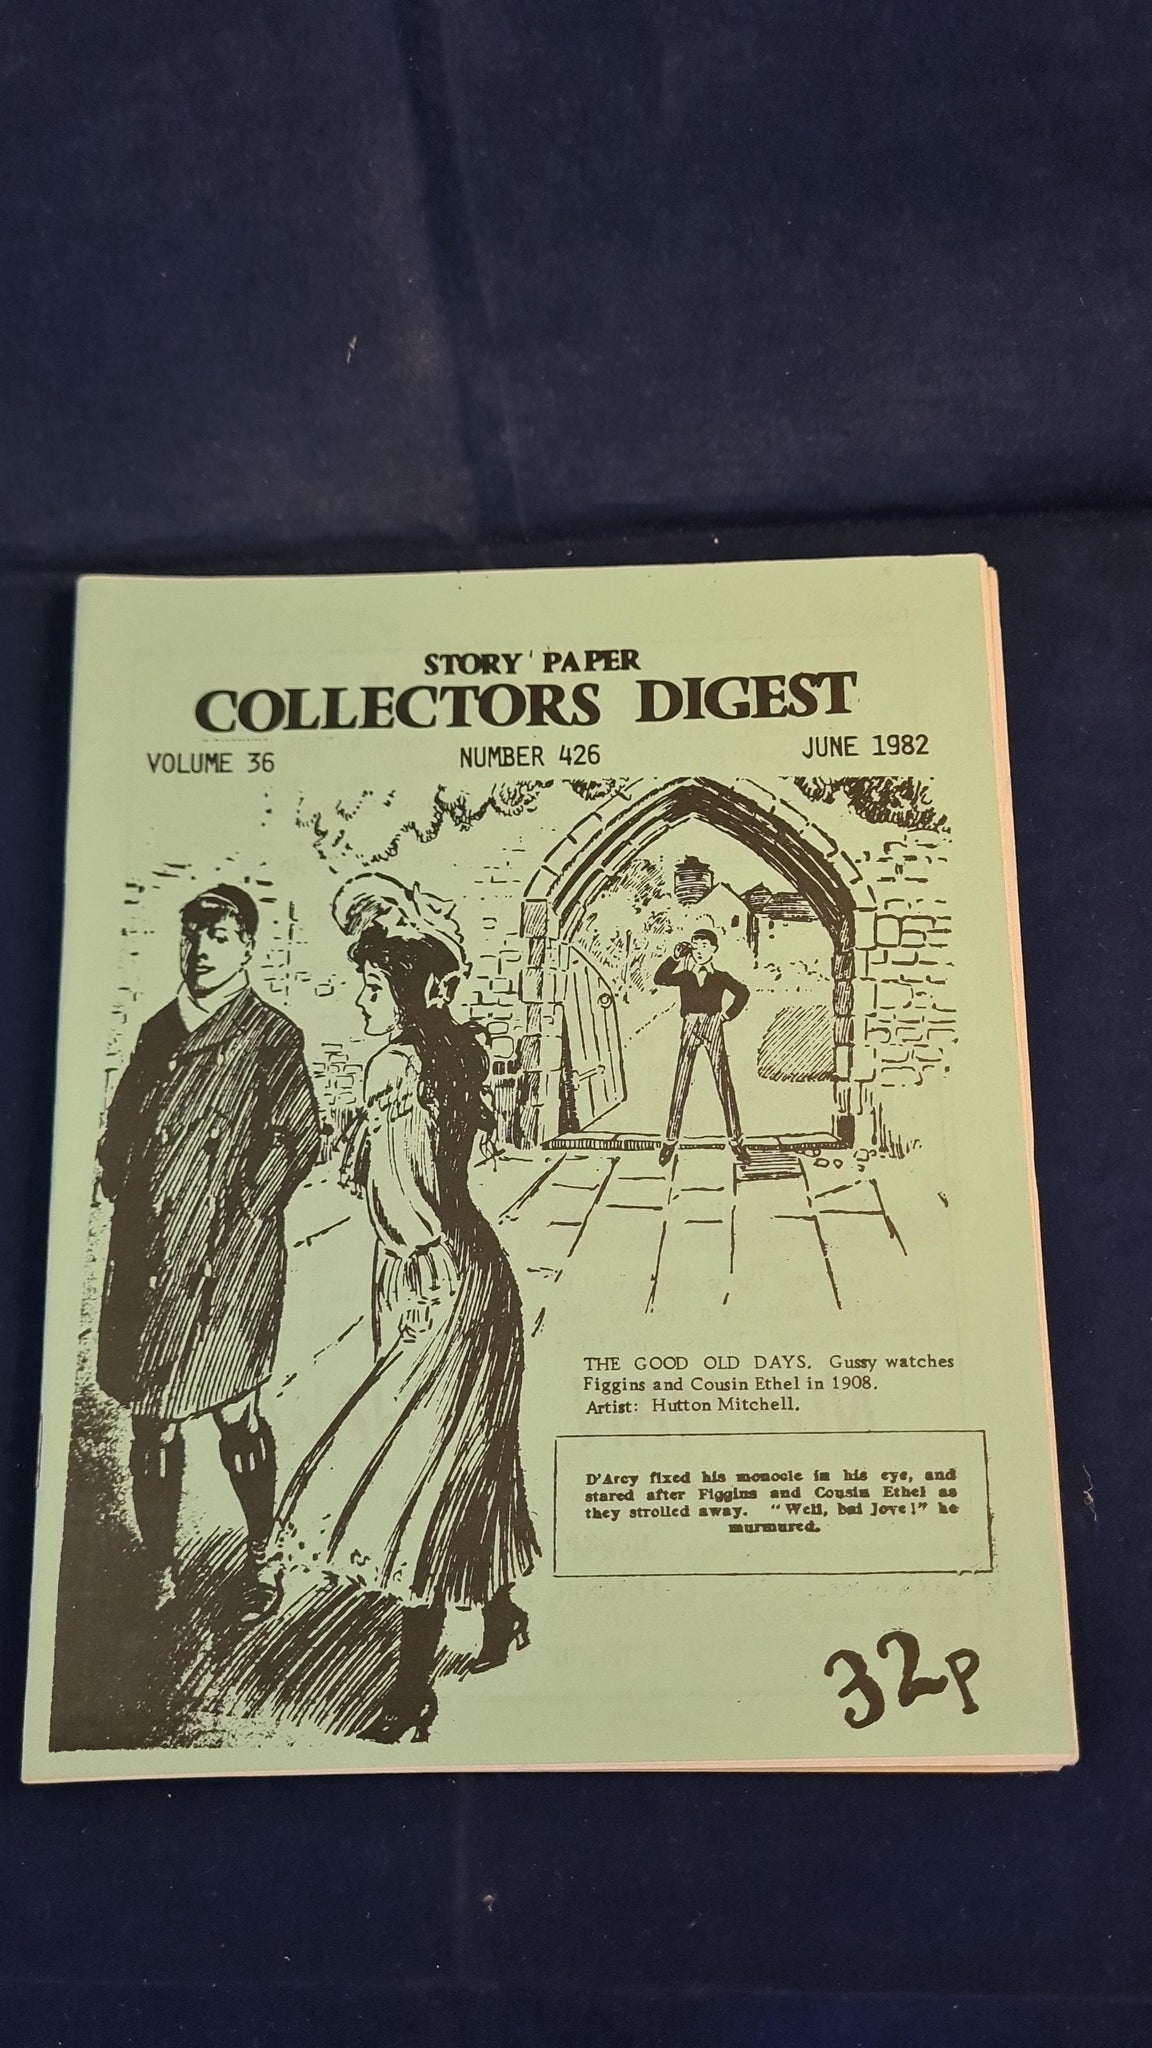 STORY PAPER
COLLECTORS DIGEST
VOLUME 36 NUMBER 426 JUNE 1982
THE GOOD OLD DAYS. Gussy watches
Figgins and Cousin Ethel in 1908.
Artist: Hutton Mitchell.
D'Arcy fixed his monocle in his eye, and
stared after Figgins and Cousin Ethel as
they strolled away. "Well, bai Jove!" he
murmured.
32p